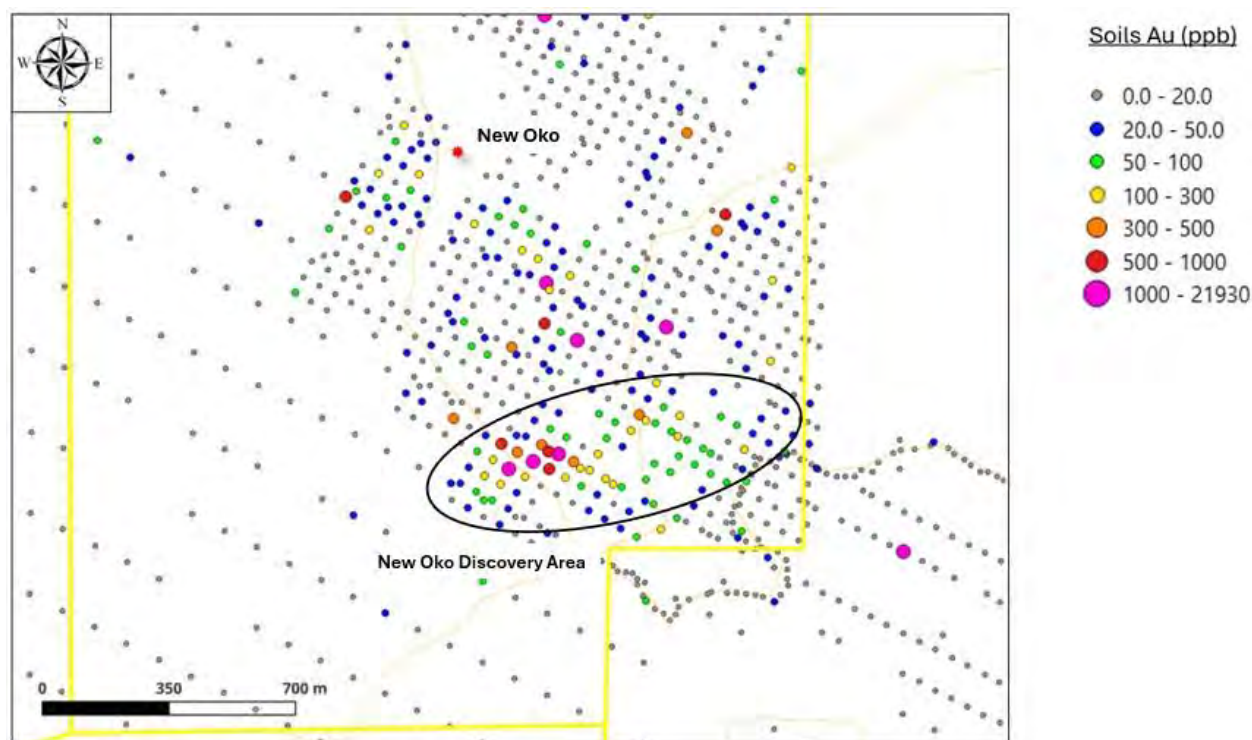 N
W E
S
Soils Au (ppb)
0.0 - 20.0
20.0 - 50.0
50 - 100
100 - 300
300 - 500
500 - 1000
1000 - 21930
New Oko
New Oko Discovery Area
0 350 700 m